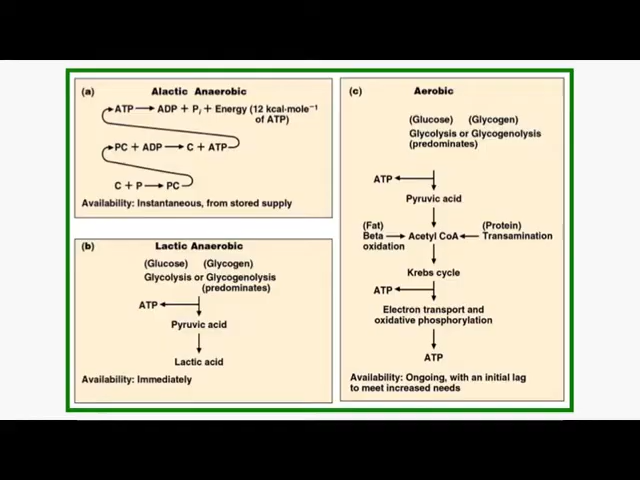 (a) Alactic Anaerobic
ATP → ADP + Pi + Energy (12 kcal·mole⁻¹
of ATP)
PC + ADP → C + ATP
C + P → PC
Availability: Instantaneous, from stored supply
(b) Lactic Anaerobic
(Glucose) (Glycogen)
Glycolysis or Glycogenolysis
(predominates)
ATP
Pyruvic acid
Lactic acid
Availability: Immediately
(c) Aerobic
(Glucose) (Glycogen)
Glycolysis or Glycogenolysis
(predominates)
ATP
Pyruvic acid
(Fat) (Protein)
Beta → Acetyl CoA ← Transamination
oxidation
Krebs cycle
ATP
Electron transport and
oxidative phosphorylation
ATP
Availability: Ongoing, with an initial lag
to meet increased needs